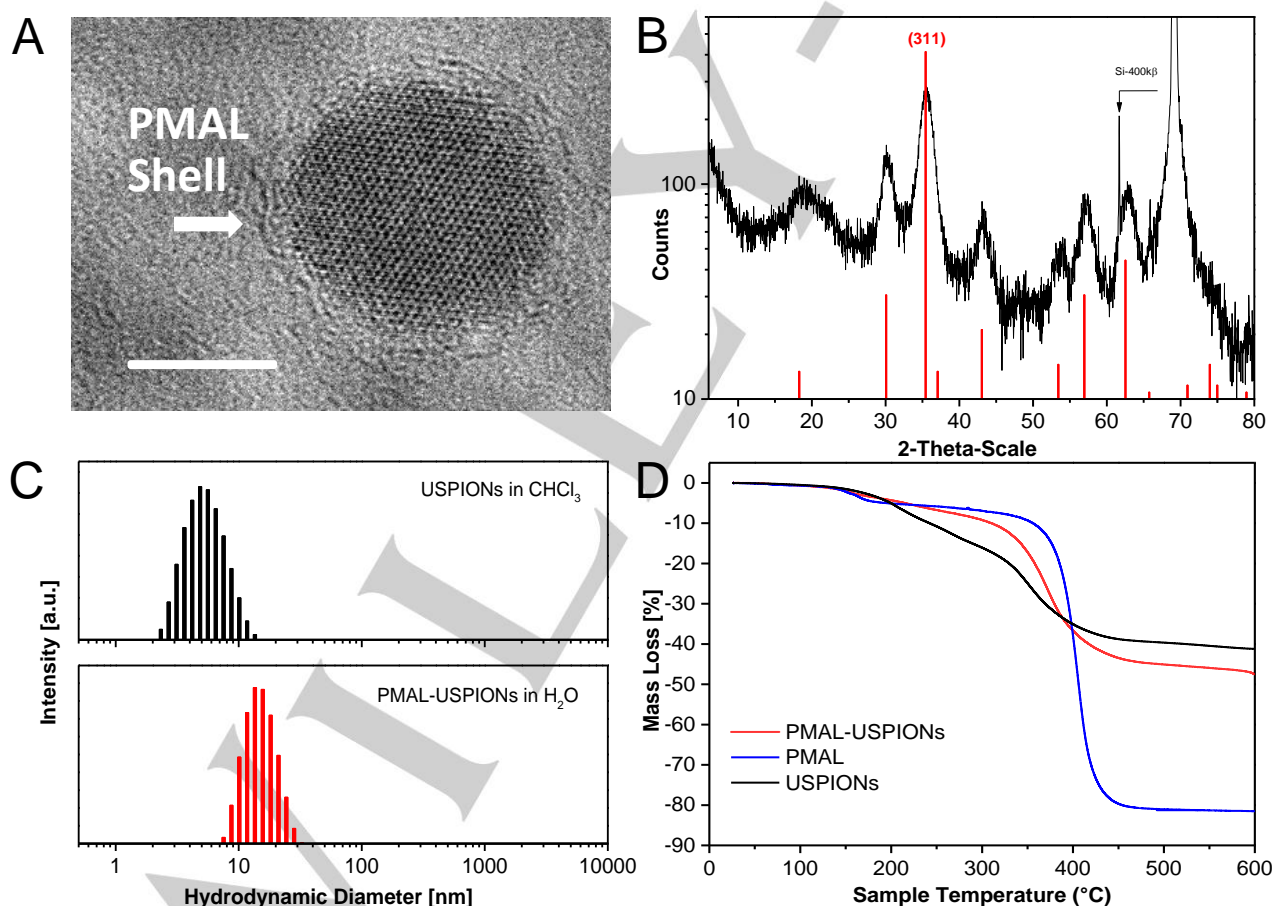 A
PMAL
Shell
B
(311)
Si-400kβ
Counts
100
10
10 20 30 40 50 60 70 80
2-Theta-Scale
C
USPIONs in CHCl₃
PMAL-USPIONs in H₂O
Intensity [a.u.]
1 10 100 1000 10000
Hydrodynamic Diameter [nm]
D
0
-10
-20
-30
-40
-50
-60
-70
-80
-90
Mass Loss [%]
PMAL-USPIONs
PMAL
USPIONs
0 100 200 300 400 500 600
Sample Temperature (°C)
WILEY-